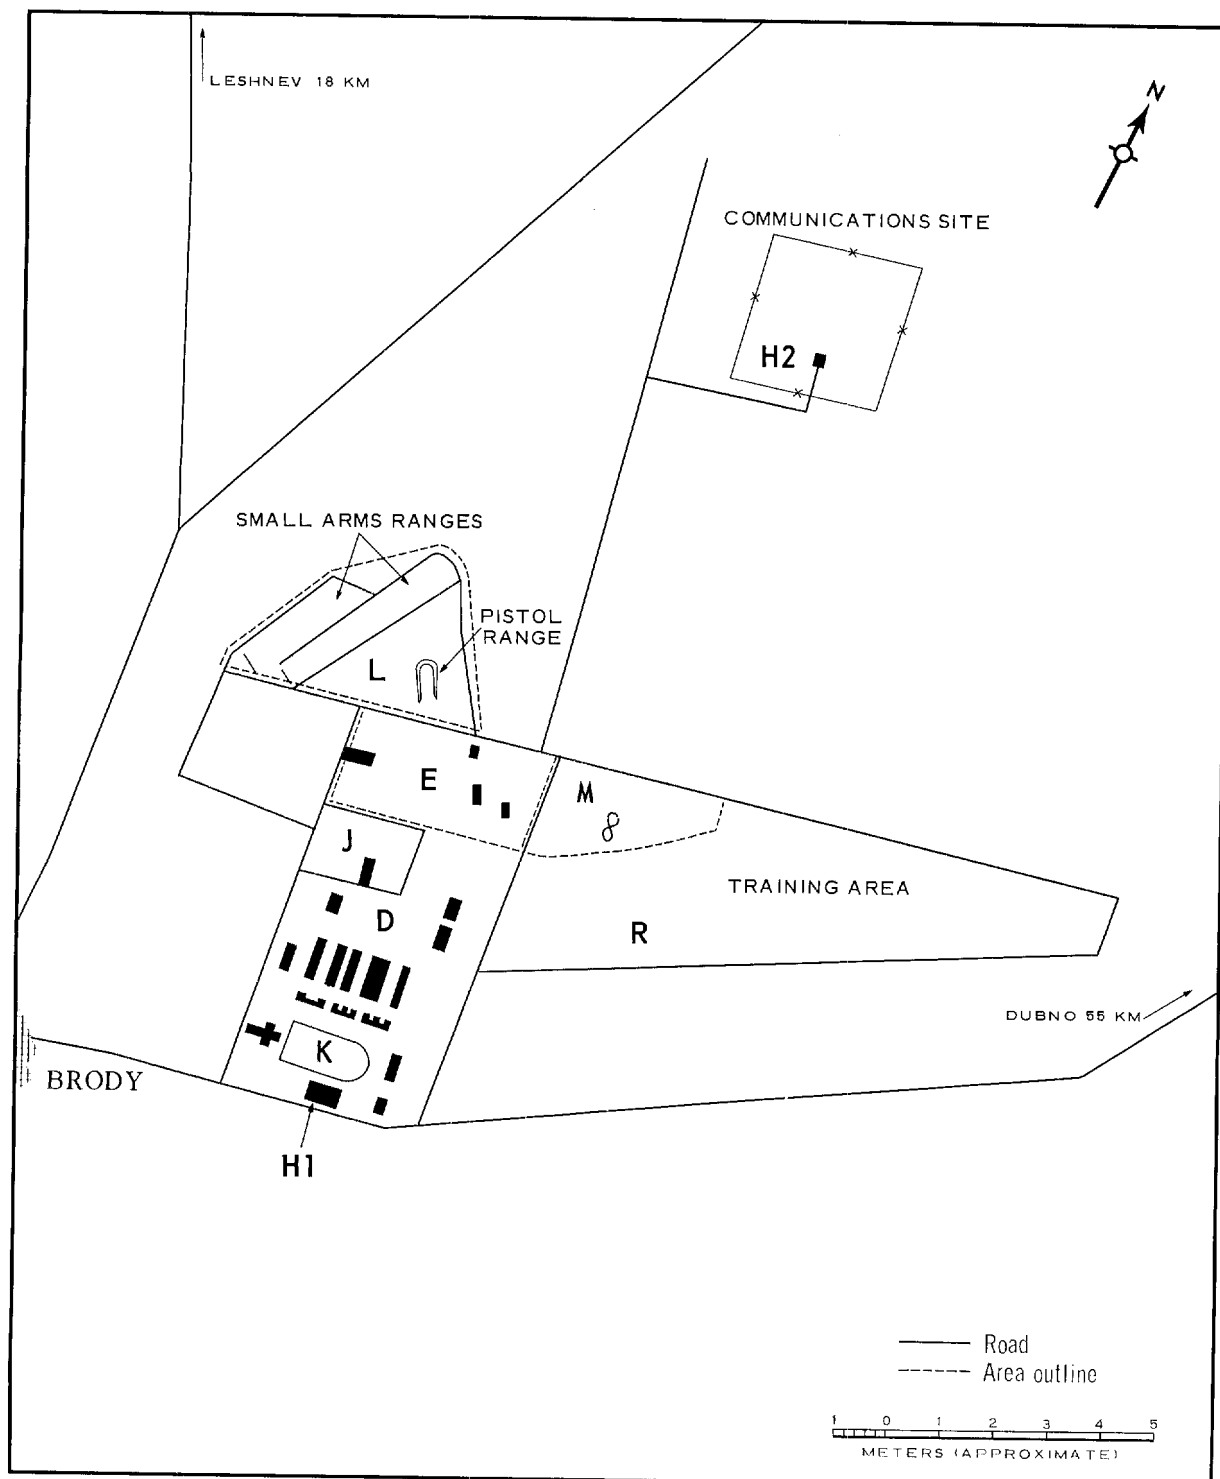 LESHNEV 18 KM
N
COMMUNICATIONS SITE
H2
SMALL ARMS RANGES
PISTOL
RANGE
L
E
M
J
TRAINING AREA
D
R
DUBNO 55 KM
K
BRODY
H1
Road
Area outline
1 0 1 2 3 4 5
METERS (APPROXIMATE)